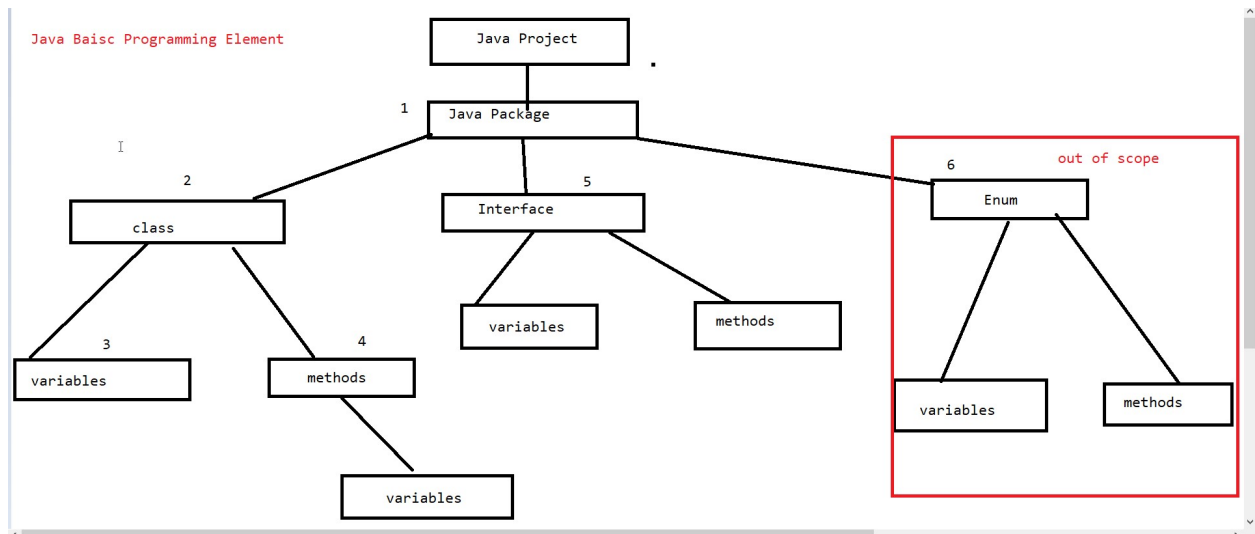 Java Baisc Programming Element
Java Project
1
Java Package
out of scope
6
2
5
Enum
Interface
class
variables
methods
3
4
variables
methods
variables
methods
variables